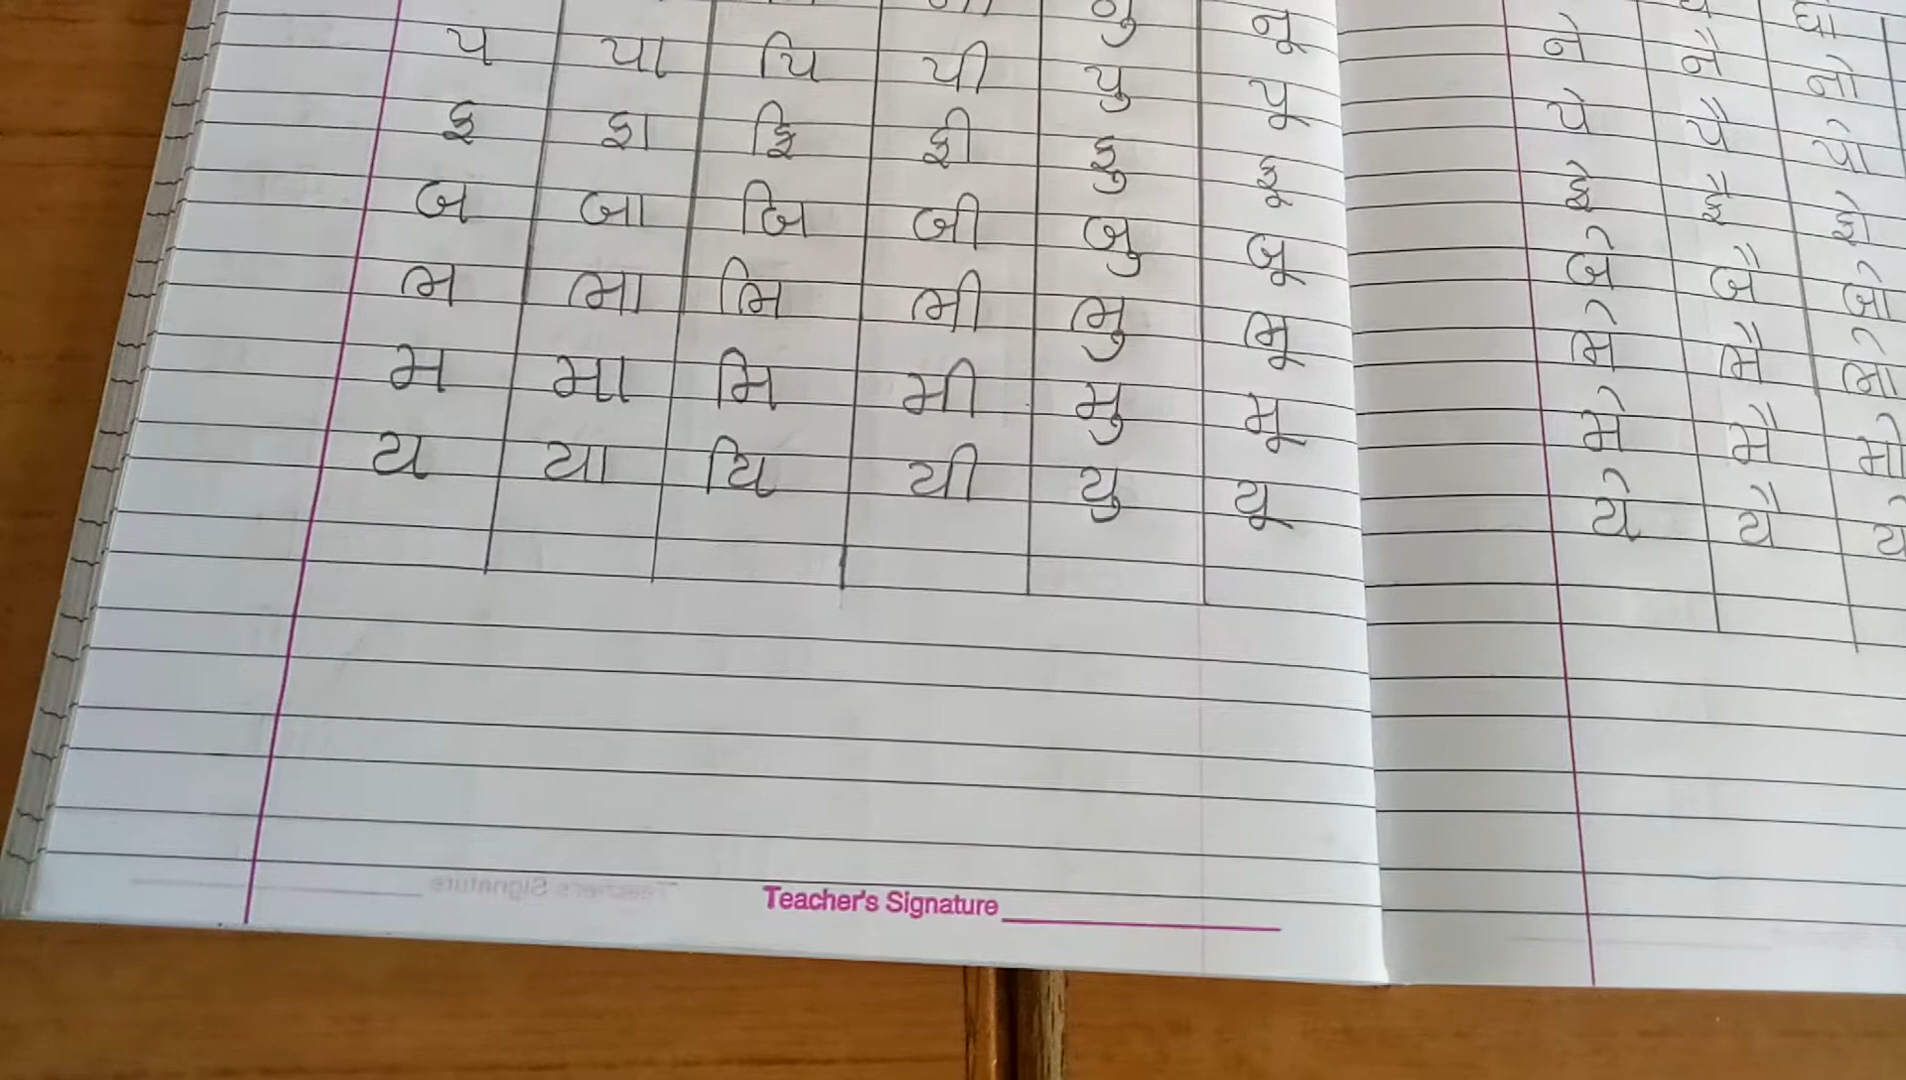 નૂ
પ પા પિ પી પુ પૂ
ફ ફા ફિ ફી ફુ ફૂ
બ બા બિ બી બુ બૂ
ભ ભા ભિ ભી ભુ ભૂ
મ મા મિ મી મુ મૂ
ય યા યિ યી યુ યૂ
Teacher's Signature
ને નૈ નો
પે પૈ પો
ફે ફૈ ફો
બે બૈ બો
ભે ભૈ ભો
મે મૈ મો
યે યૈ